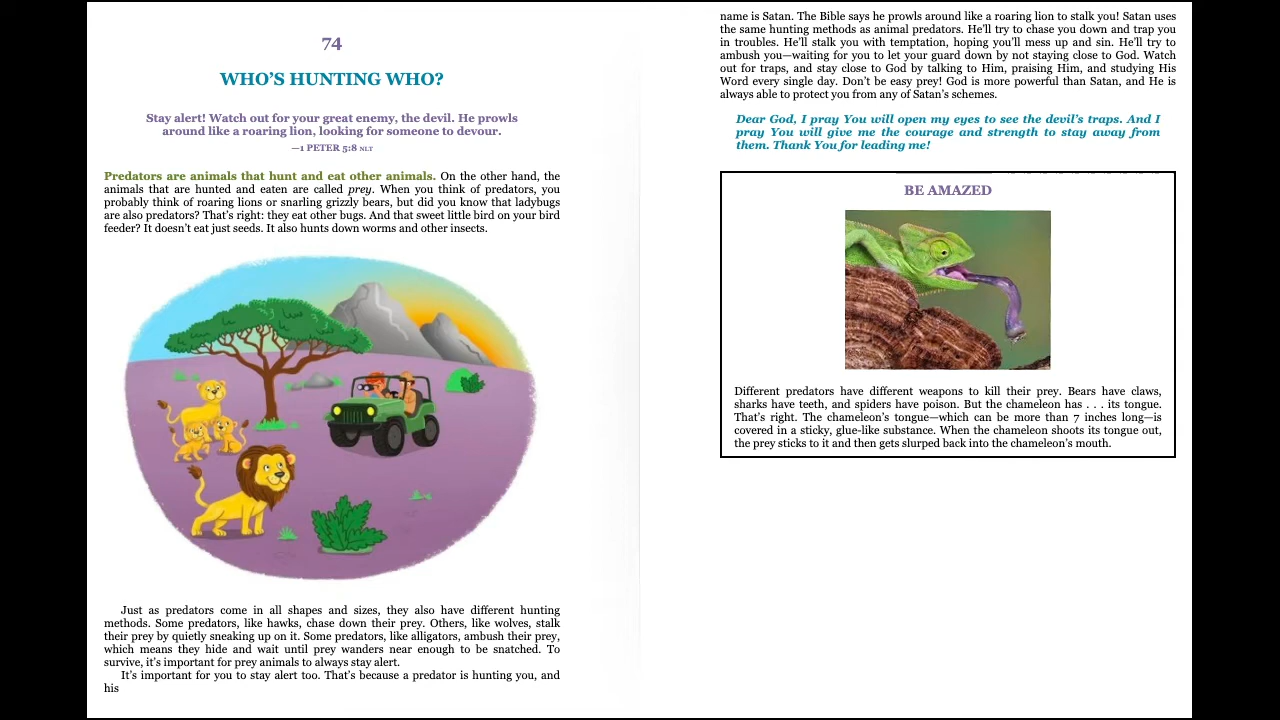 74
WHO'S HUNTING WHO?
Stay alert! Watch out for your great enemy, the devil. He prowls
around like a roaring lion, looking for someone to devour.
—1 PETER 5:8 NLT
Predators are animals that hunt and eat other animals. On the other hand, the
animals that are hunted and eaten are called prey. When you think of predators, you
probably think of roaring lions or snarling grizzly bears, but did you know that ladybugs
are also predators? That's right: they eat other bugs. And that sweet little bird on your bird
feeder? It doesn't eat just seeds. It also hunts down worms and other insects.
Just as predators come in all shapes and sizes, they also have different hunting
methods. Some predators, like hawks, chase down their prey. Others, like wolves, stalk
their prey by quietly sneaking up on it. Some predators, like alligators, ambush their prey,
which means they hide and wait until prey wanders near enough to be snatched. To
survive, it's important for prey animals to always stay alert.
It's important for you to stay alert too. That's because a predator is hunting you, and
his
name is Satan. The Bible says he prowls around like a roaring lion to stalk you! Satan uses
the same hunting methods as animal predators. He'll try to chase you down and trap you
in troubles. He'll stalk you with temptation, hoping you'll mess up and sin. He'll try to
ambush you—waiting for you to let your guard down by not staying close to God. Watch
out for traps, and stay close to God by talking to Him, praising Him, and studying His
Word every single day. Don't be easy prey! God is more powerful than Satan, and He is
always able to protect you from any of Satan's schemes.
Dear God, I pray You will open my eyes to see the devil's traps. And I
pray You will give me the courage and strength to stay away from
them. Thank You for leading me!
BE AMAZED
Different predators have different weapons to kill their prey. Bears have claws,
sharks have teeth, and spiders have poison. But the chameleon has . . . its tongue.
That's right. The chameleon's tongue—which can be more than 7 inches long—is
covered in a sticky, glue-like substance. When the chameleon shoots its tongue out,
the prey sticks to it and then gets slurped back into the chameleon's mouth.